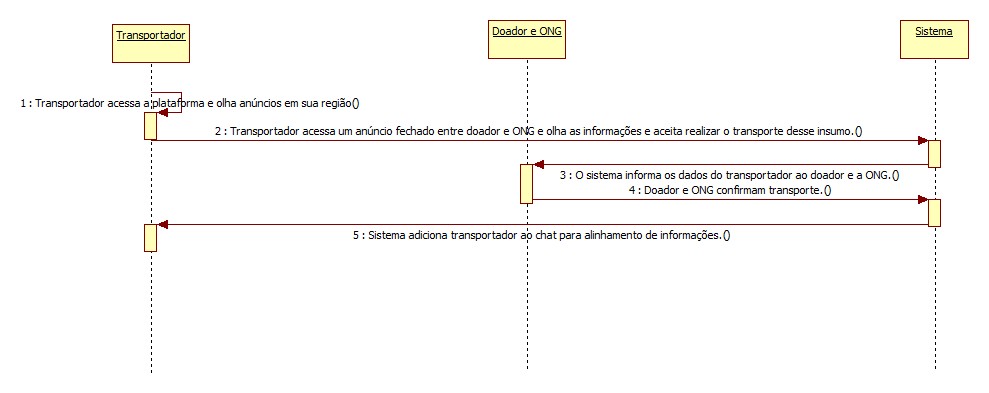 Transportador
Doador e ONG
Sistema
1 : Transportador acessa a plataforma e olha anúncios em sua região()
2 : Transportador acessa um anúncio fechado entre doador e ONG e olha as informações e aceita realizar o transporte desse insumo.()
3 : O sistema informa os dados do transportador ao doador e a ONG.()
4 : Doador e ONG confirmam transporte.()
5 : Sistema adiciona transportador ao chat para alinhamento de informações.()